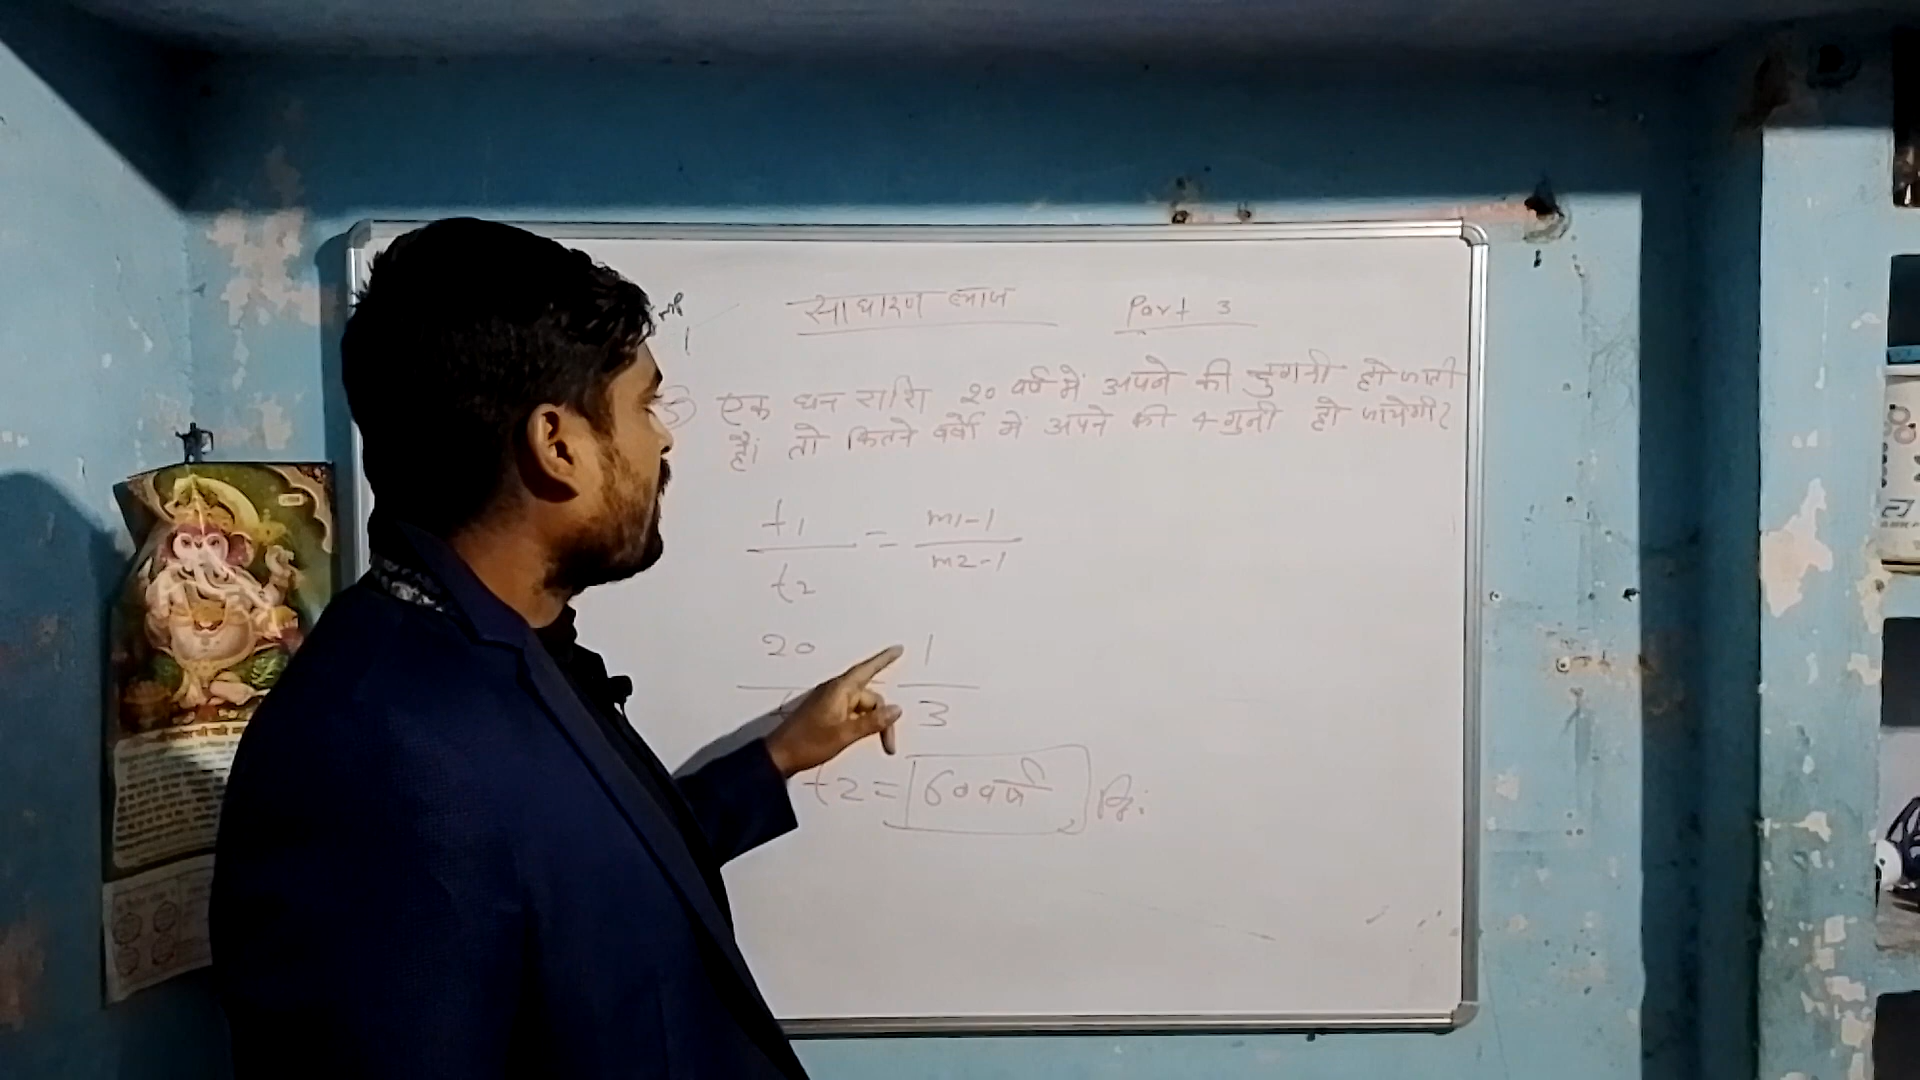 साधारण ब्याज Part 3
5) एक धन राशि 20 वर्ष में अपने की दुगनी हो जाती
है। तो कितने वर्षो में अपने की 4 गुनी हो जायेगी?
t1 / t2 = m1-1 / m2-1
20 / = 1 / 3
t2 = 60 वर्ष